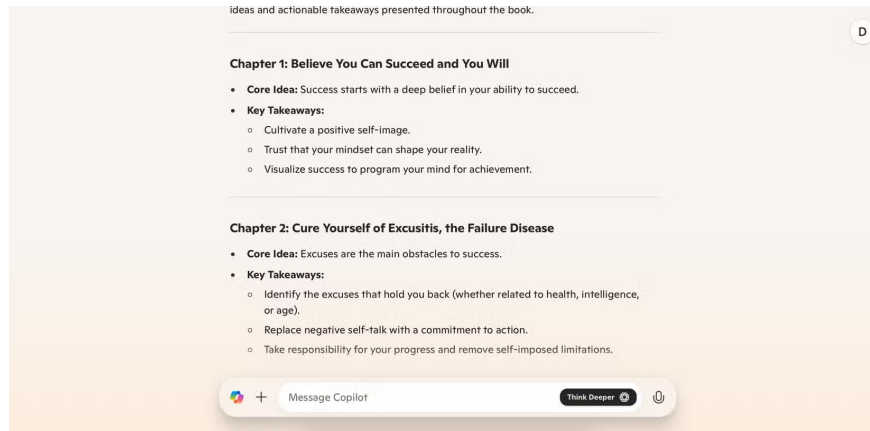 ideas and actionable takeaways presented throughout the book.
D
Chapter 1: Believe You Can Succeed and You Will
• Core Idea: Success starts with a deep belief in your ability to succeed.
• Key Takeaways:
○ Cultivate a positive self-image.
○ Trust that your mindset can shape your reality.
○ Visualize success to program your mind for achievement.
Chapter 2: Cure Yourself of Excusitis, the Failure Disease
• Core Idea: Excuses are the main obstacles to success.
• Key Takeaways:
○ Identify the excuses that hold you back (whether related to health, intelligence,
or age).
○ Replace negative self-talk with a commitment to action.
○ Take responsibility for your progress and remove self-imposed limitations.
Message Copilot
Think Deeper